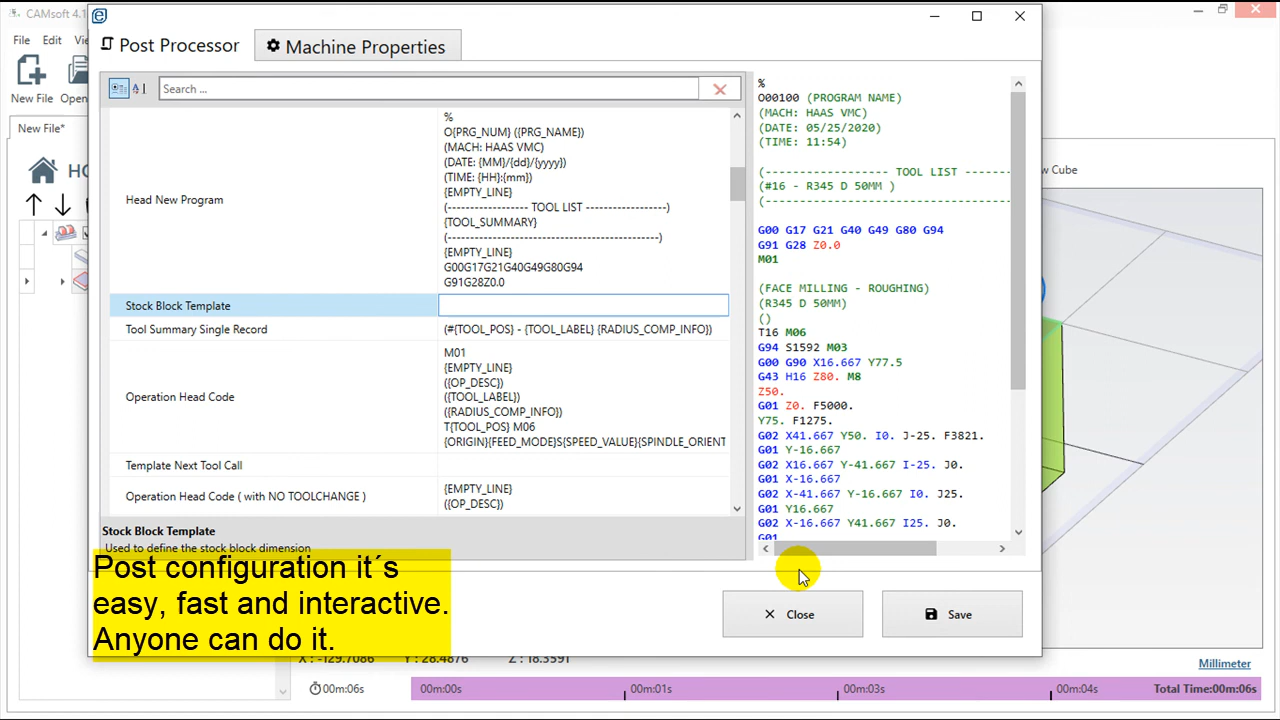 CAMsoft 4.1
File Edit Vi
New File Open
New File*
HO
Post Processor
Machine Properties
Search ...
%
O{PRG_NUM} ({PRG_NAME})
(MACH: HAAS VMC)
(DATE: {MM}/{dd}/{yyyy})
(TIME: {HH}:{mm})
{EMPTY_LINE}
(----------------- TOOL LIST -----------------)
{TOOL_SUMMARY}
(---------------------------------------------)
{EMPTY_LINE}
G00G17G21G40G49G80G94
G91G28Z0.0
Head New Program
Stock Block Template
Tool Summary Single Record
(#{TOOL_POS} - {TOOL_LABEL} {RADIUS_COMP_INFO})
Operation Head Code
M01
{EMPTY_LINE}
({OP_DESC})
({TOOL_LABEL})
({RADIUS_COMP_INFO})
T{TOOL_POS} M06
{ORIGIN}{FEED_MODE}S{SPEED_VALUE}{SPINDLE_ORIENT
Template Next Tool Call
Operation Head Code ( with NO TOOLCHANGE )
{EMPTY_LINE}
({OP_DESC})
Stock Block Template
Used to define the stock block dimension
%
O00100 (PROGRAM NAME)
(MACH: HAAS VMC)
(DATE: 05/25/2020)
(TIME: 11:54)
(----------------- TOOL LIST -------
(#16 - R345 D 50MM )
(-----------------------------------
G00 G17 G21 G40 G49 G80 G94
G91 G28 Z0.0
M01
(FACE MILLING - ROUGHING)
(R345 D 50MM)
()
T16 M06
G94 S1592 M03
G00 G90 X16.667 Y77.5
G43 H16 Z80. M8
Z50.
G01 Z0. F5000.
Y75. F1275.
G02 X41.667 Y50. I0. J-25. F3821.
G01 Y-16.667
G02 X16.667 Y-41.667 I-25. J0.
G01 X-16.667
G02 X-41.667 Y-16.667 I0. J25.
G01 Y16.667
G02 X-16.667 Y41.667 I25. J0.
G01
w Cube
Post configuration it´s
easy, fast and interactive.
Anyone can do it.
Close
Save
X : -129.7086 Y : 28.4876 Z : 18.3591
Millimeter
00m:06s
00m:00s
00m:01s
00m:03s
00m:04s
Total Time:00m:06s